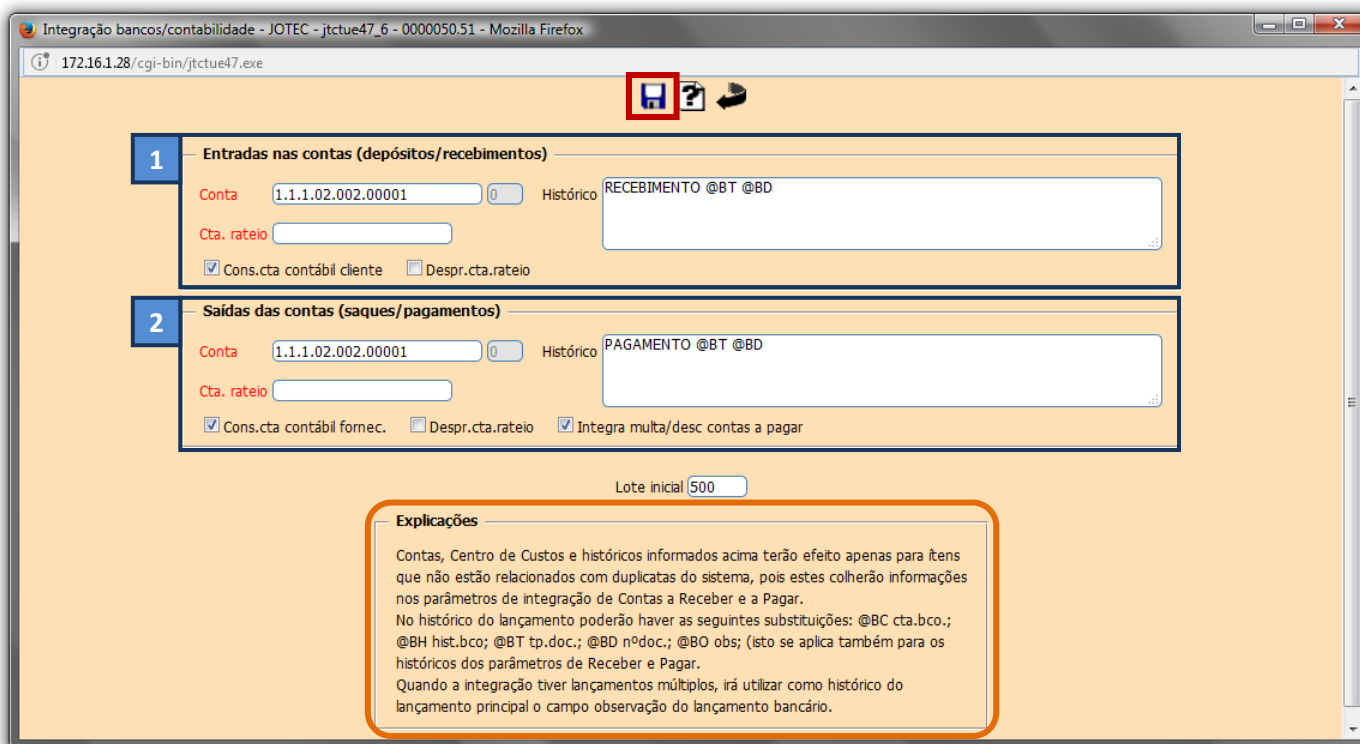 Integração bancos/contabilidade - JOTEC - jtctue47_6 - 0000050.51 - Mozilla Firefox
172.16.1.28/cgi-bin/jtctue47.exe
1
Entradas nas contas (depósitos/recebimentos)
Conta 1.1.1.02.002.00001 0 Histórico RECEBIMENTO @BT @BD
Cta. rateio
Cons.cta contábil cliente Despr.cta.rateio
2
Saídas das contas (saques/pagamentos)
Conta 1.1.1.02.002.00001 0 Histórico PAGAMENTO @BT @BD
Cta. rateio
Cons.cta contábil fornec. Despr.cta.rateio Integra multa/desc contas a pagar
Lote inicial 500
Explicações
Contas, Centro de Custos e históricos informados acima terão efeito apenas para ítens
que não estão relacionados com duplicatas do sistema, pois estes colherão informações
nos parâmetros de integração de Contas a Receber e a Pagar.
No histórico do lançamento poderão haver as seguintes substituições: @BC cta.bco.;
@BH hist.bco; @BT tp.doc.; @BD nºdoc.; @BO obs; (isto se aplica também para os
históricos dos parâmetros de Receber e Pagar.
Quando a integração tiver lançamentos múltiplos, irá utilizar como histórico do
lançamento principal o campo observação do lançamento bancário.